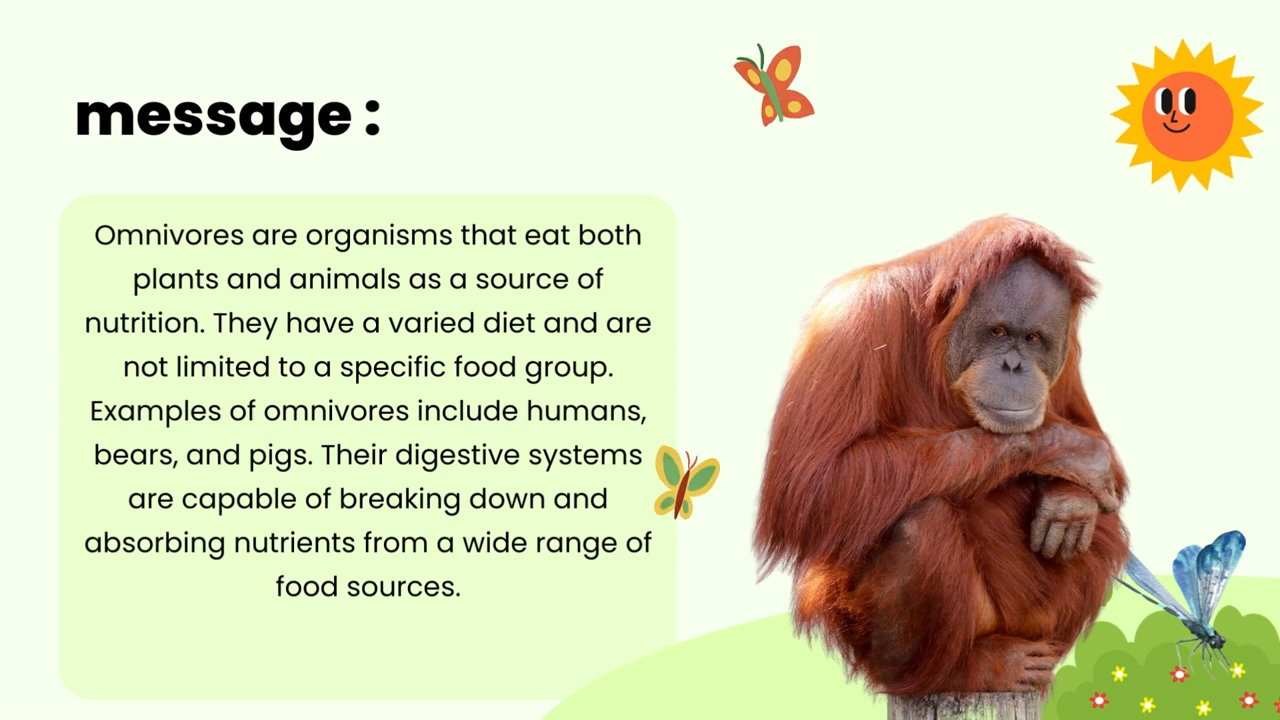 message :
Omnivores are organisms that eat both
plants and animals as a source of
nutrition. They have a varied diet and are
not limited to a specific food group.
Examples of omnivores include humans,
bears, and pigs. Their digestive systems
are capable of breaking down and
absorbing nutrients from a wide range of
food sources.